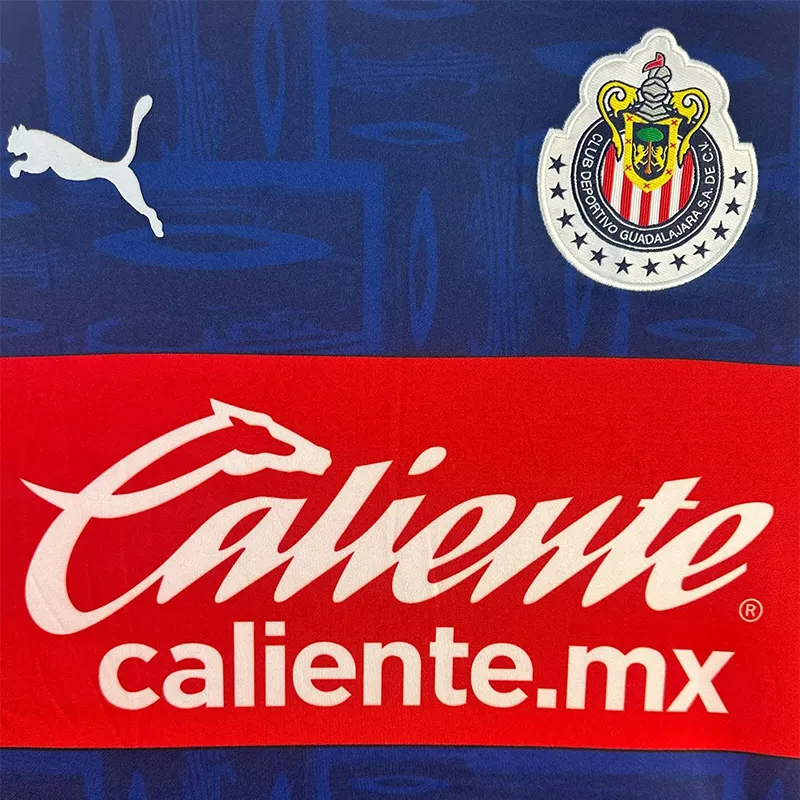 CLUB DEPORTIVO GUADALAJARA S.A. DE C.V.
Caliente®
caliente.mx